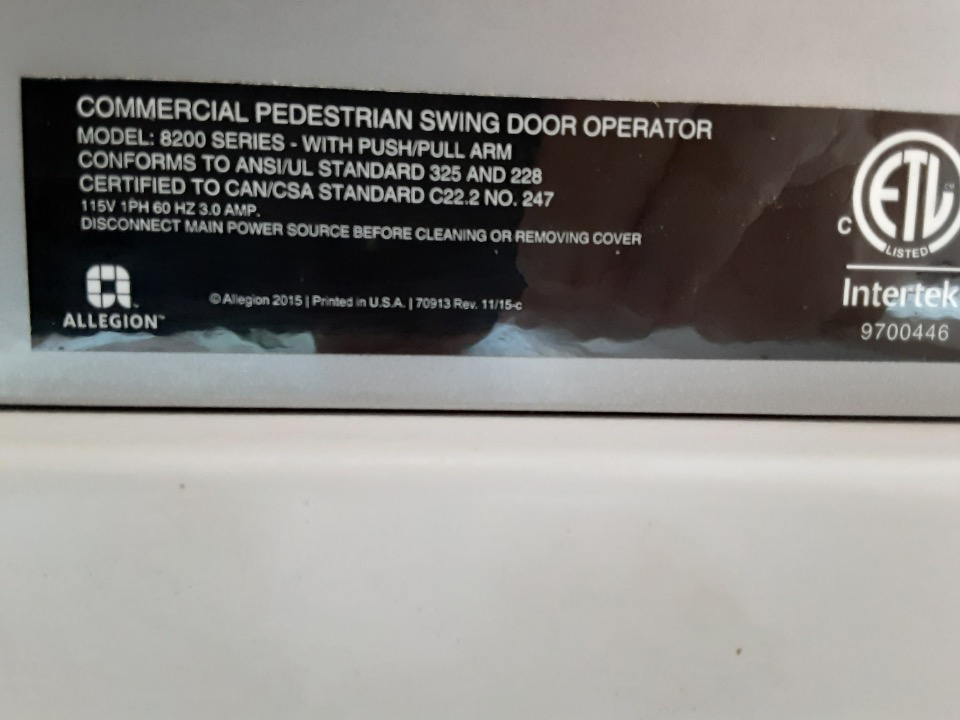 COMMERCIAL PEDESTRIAN SWING DOOR OPERATOR
MODEL: 8200 SERIES - WITH PUSH/PULL ARM
CONFORMS TO ANSI/UL STANDARD 325 AND 228
CERTIFIED TO CAN/CSA STANDARD C22.2 NO. 247
115V 1PH 60 HZ 3.0 AMP.
DISCONNECT MAIN POWER SOURCE BEFORE CLEANING OR REMOVING COVER
ALLEGION™
© Allegion 2015 | Printed in U.S.A. | 70913 Rev. 11/15-c
C
ETL
LISTED
Intertek
9700446